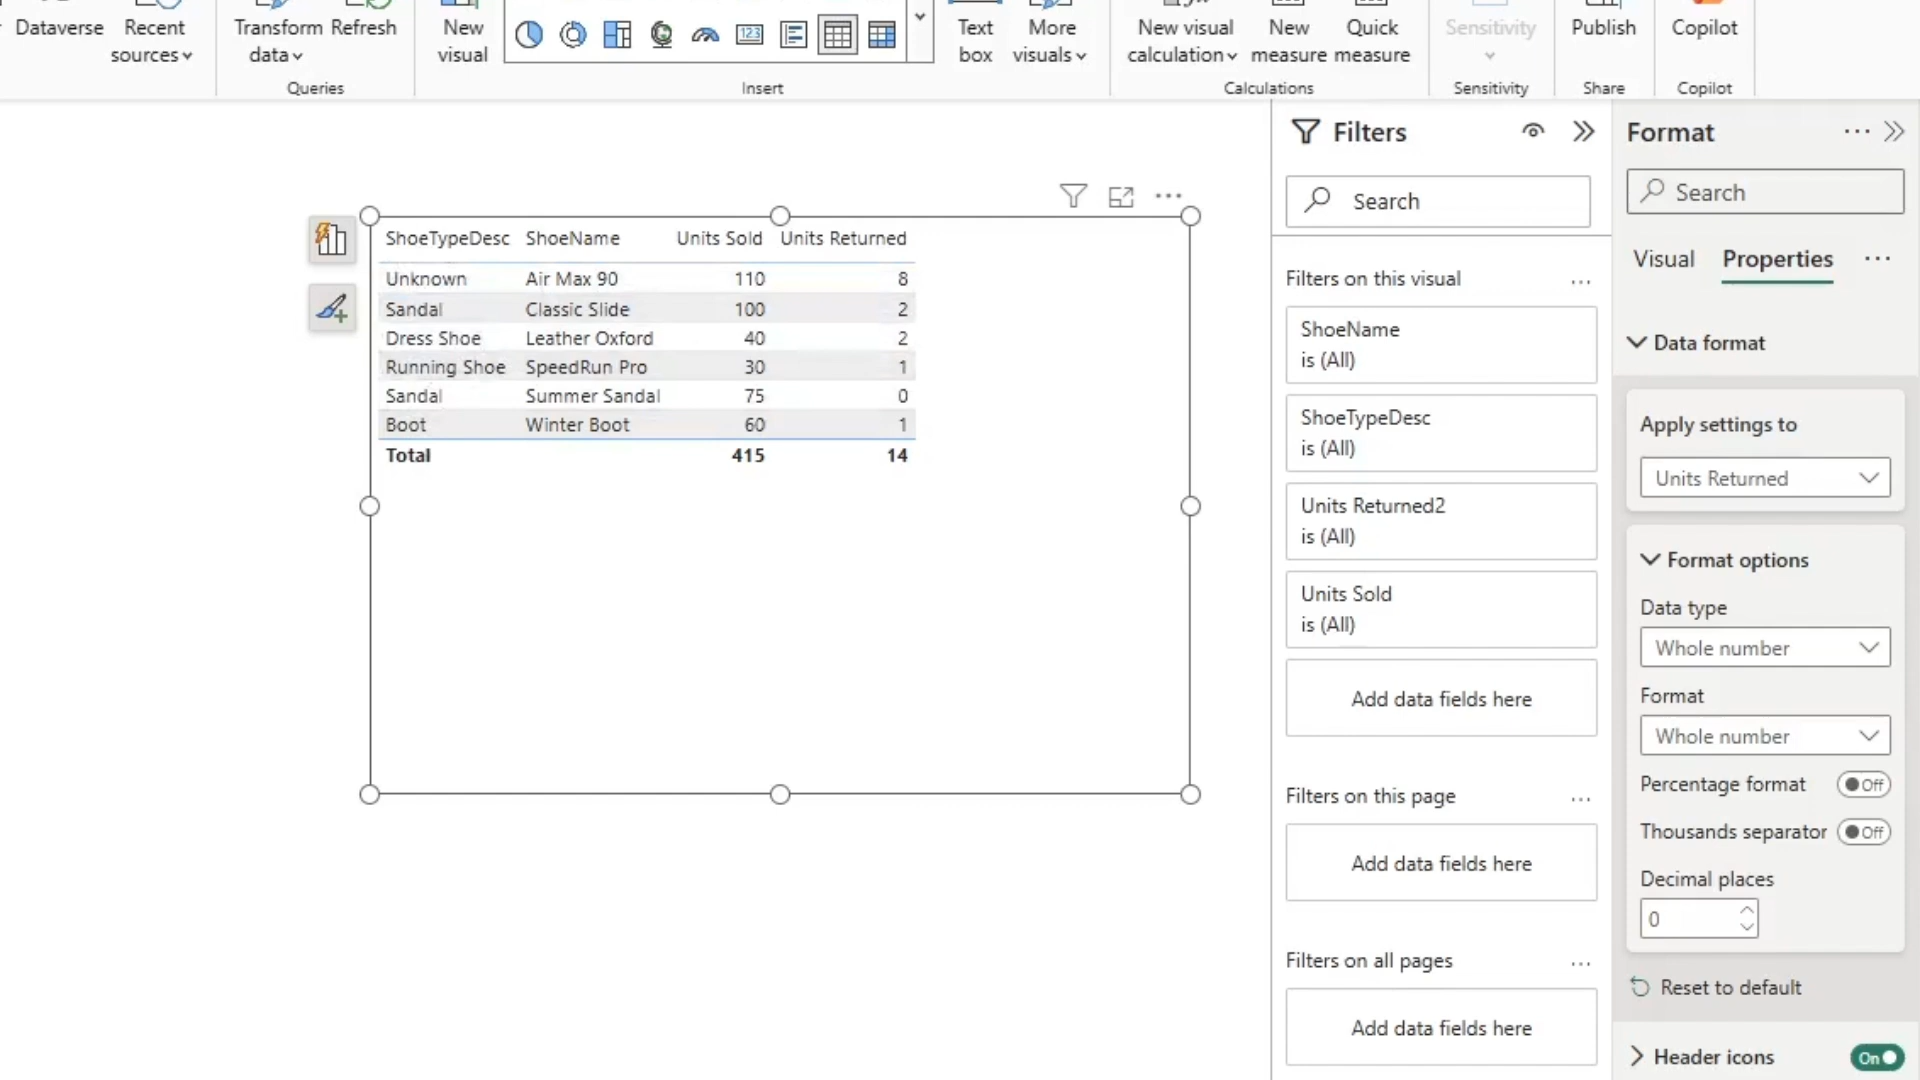 Dataverse
Recent
sources
Transform
data
Refresh
Queries
New
visual
123
Insert
Text
box
More
visuals
New visual
calculation
New
measure
Quick
measure
Calculations
Sensitivity
Sensitivity
Publish
Share
Copilot
Copilot
ShoeTypeDesc ShoeName Units Sold Units Returned
Unknown Air Max 90 110 8
Sandal Classic Slide 100 2
Dress Shoe Leather Oxford 40 2
Running Shoe SpeedRun Pro 30 1
Sandal Summer Sandal 75 0
Boot Winter Boot 60 1
Total 415 14
Filters
Search
Filters on this visual
ShoeName
is (All)
ShoeTypeDesc
is (All)
Units Returned2
is (All)
Units Sold
is (All)
Add data fields here
Filters on this page
Add data fields here
Filters on all pages
Add data fields here
Format
Search
Visual Properties
Data format
Apply settings to
Units Returned
Format options
Data type
Whole number
Format
Whole number
Percentage format Off
Thousands separator Off
Decimal places
0
Reset to default
Header icons On